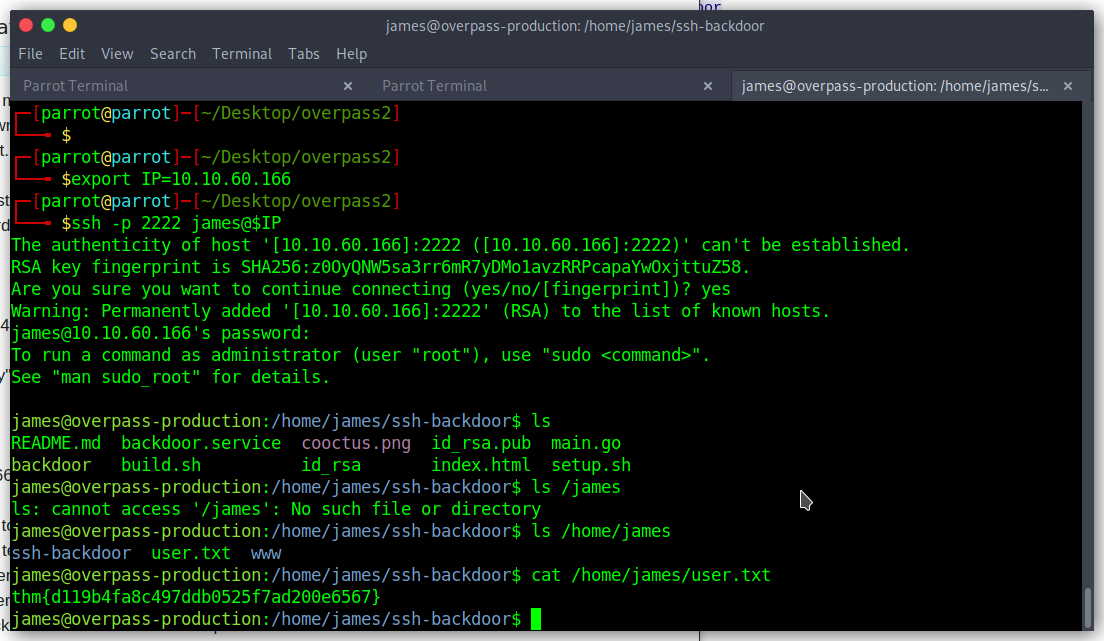 james@overpass-production: /home/james/ssh-backdoor
File Edit View Search Terminal Tabs Help
Parrot Terminal × Parrot Terminal × james@overpass-production: /home/james/s... ×
┌─[parrot@parrot]─[~/Desktop/overpass2]
└──╼ $
┌─[parrot@parrot]─[~/Desktop/overpass2]
└──╼ $export IP=10.10.60.166
┌─[parrot@parrot]─[~/Desktop/overpass2]
└──╼ $ssh -p 2222 james@$IP
The authenticity of host '[10.10.60.166]:2222 ([10.10.60.166]:2222)' can't be established.
RSA key fingerprint is SHA256:z0OyQNW5sa3rr6mR7yDMo1avzRRPcapaYwOxjttuZ58.
Are you sure you want to continue connecting (yes/no/[fingerprint])? yes
Warning: Permanently added '[10.10.60.166]:2222' (RSA) to the list of known hosts.
james@10.10.60.166's password:
To run a command as administrator (user "root"), use "sudo <command>".
See "man sudo_root" for details.
james@overpass-production:/home/james/ssh-backdoor$ ls
README.md backdoor.service cooctus.png id_rsa.pub main.go
backdoor build.sh id_rsa index.html setup.sh
james@overpass-production:/home/james/ssh-backdoor$ ls /james
ls: cannot access '/james': No such file or directory
james@overpass-production:/home/james/ssh-backdoor$ ls /home/james
ssh-backdoor user.txt www
james@overpass-production:/home/james/ssh-backdoor$ cat /home/james/user.txt
thm{d119b4fa8c497ddb0525f7ad200e6567}
james@overpass-production:/home/james/ssh-backdoor$